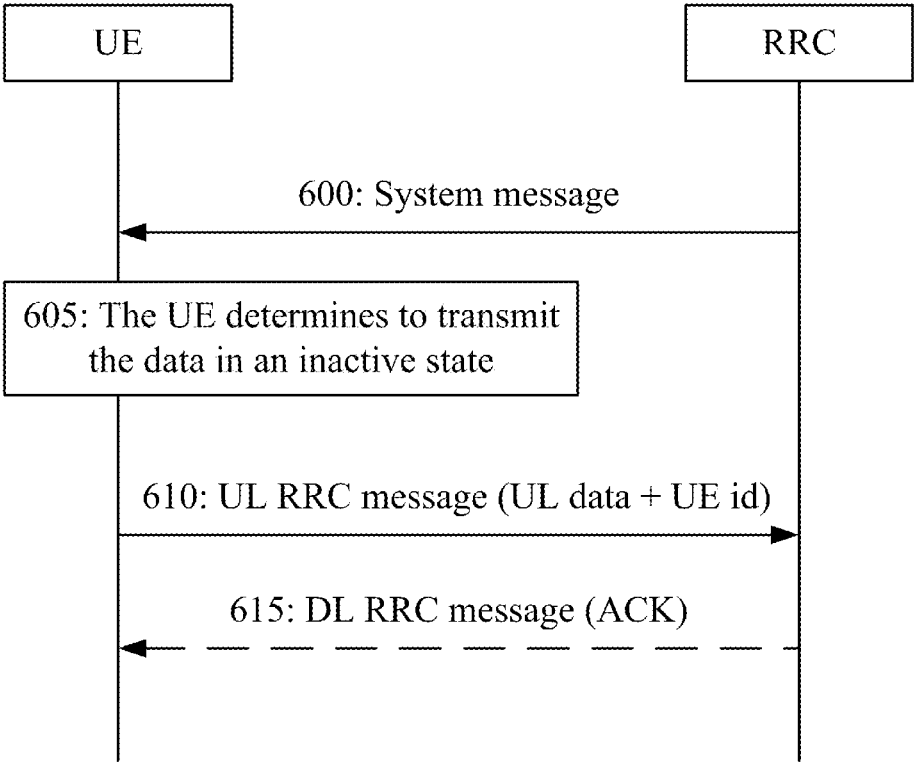 UE
RRC
600: System message
605: The UE determines to transmit
the data in an inactive state
610: UL RRC message (UL data + UE id)
615: DL RRC message (ACK)